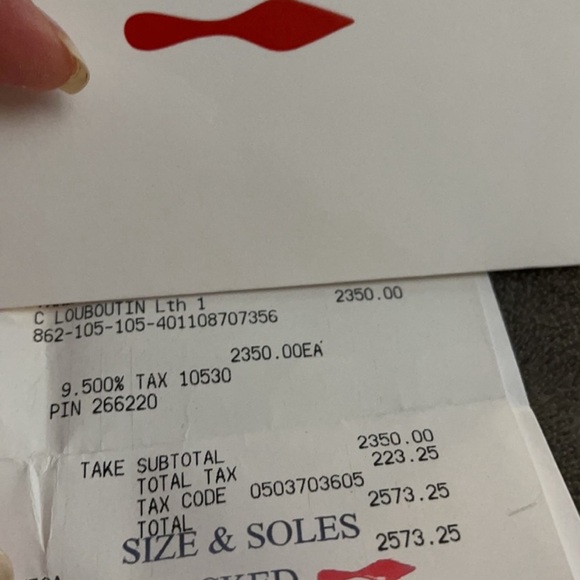 C LOUBOUTIN Lth 1 2350.00
862-105-105-401108707356
2350.00EA
9.500% TAX 10530
PIN 266220
TAKE SUBTOTAL 2350.00
TOTAL TAX 223.25
TAX CODE 0503703605
TOTAL 2573.25
SIZE & SOLES
2573.25